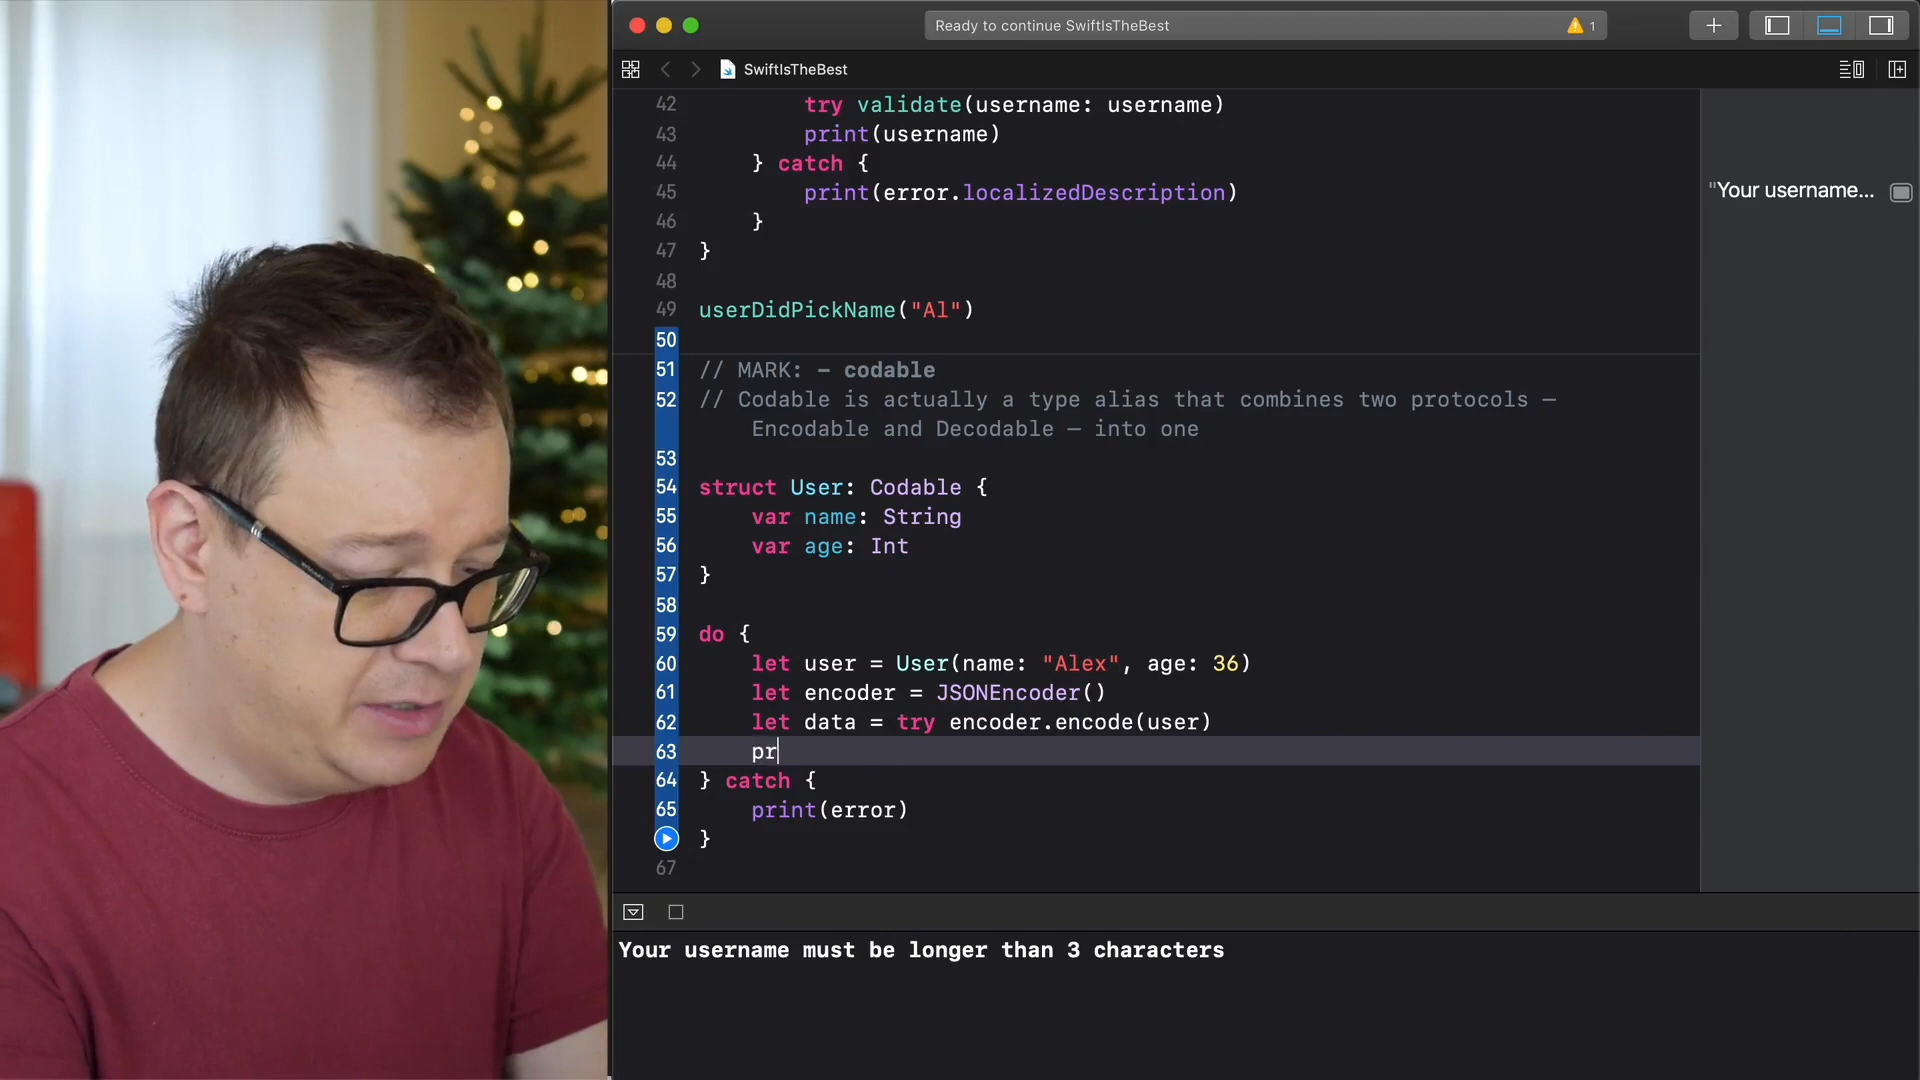 Ready to continue SwiftIsTheBest
1
SwiftIsTheBest
42 try validate(username: username)
43 print(username)
44 } catch {
45 print(error.localizedDescription)
46 }
47 }
48
49 userDidPickName("Al")
50
51 // MARK: – codable
52 // Codable is actually a type alias that combines two protocols –
Encodable and Decodable – into one
53
54 struct User: Codable {
55 var name: String
56 var age: Int
57 }
58
59 do {
60 let user = User(name: "Alex", age: 36)
61 let encoder = JSONEncoder()
62 let data = try encoder.encode(user)
63 pr
64 } catch {
65 print(error)
}
67
"Your username...
Your username must be longer than 3 characters